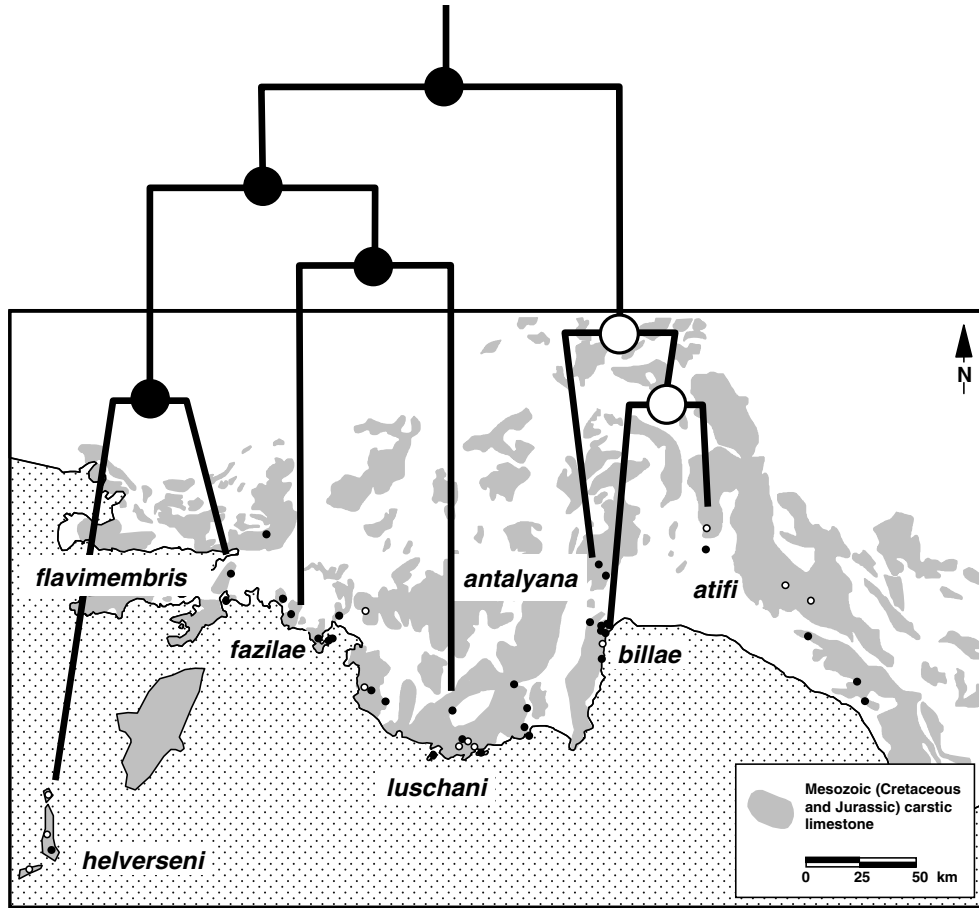 N
flavimembris
antalyana
atifi
fazilae
billae
luschani
helverseni
Mesozoic (Cretaceous
and Jurassic) carstic
limestone
0 25 50 km